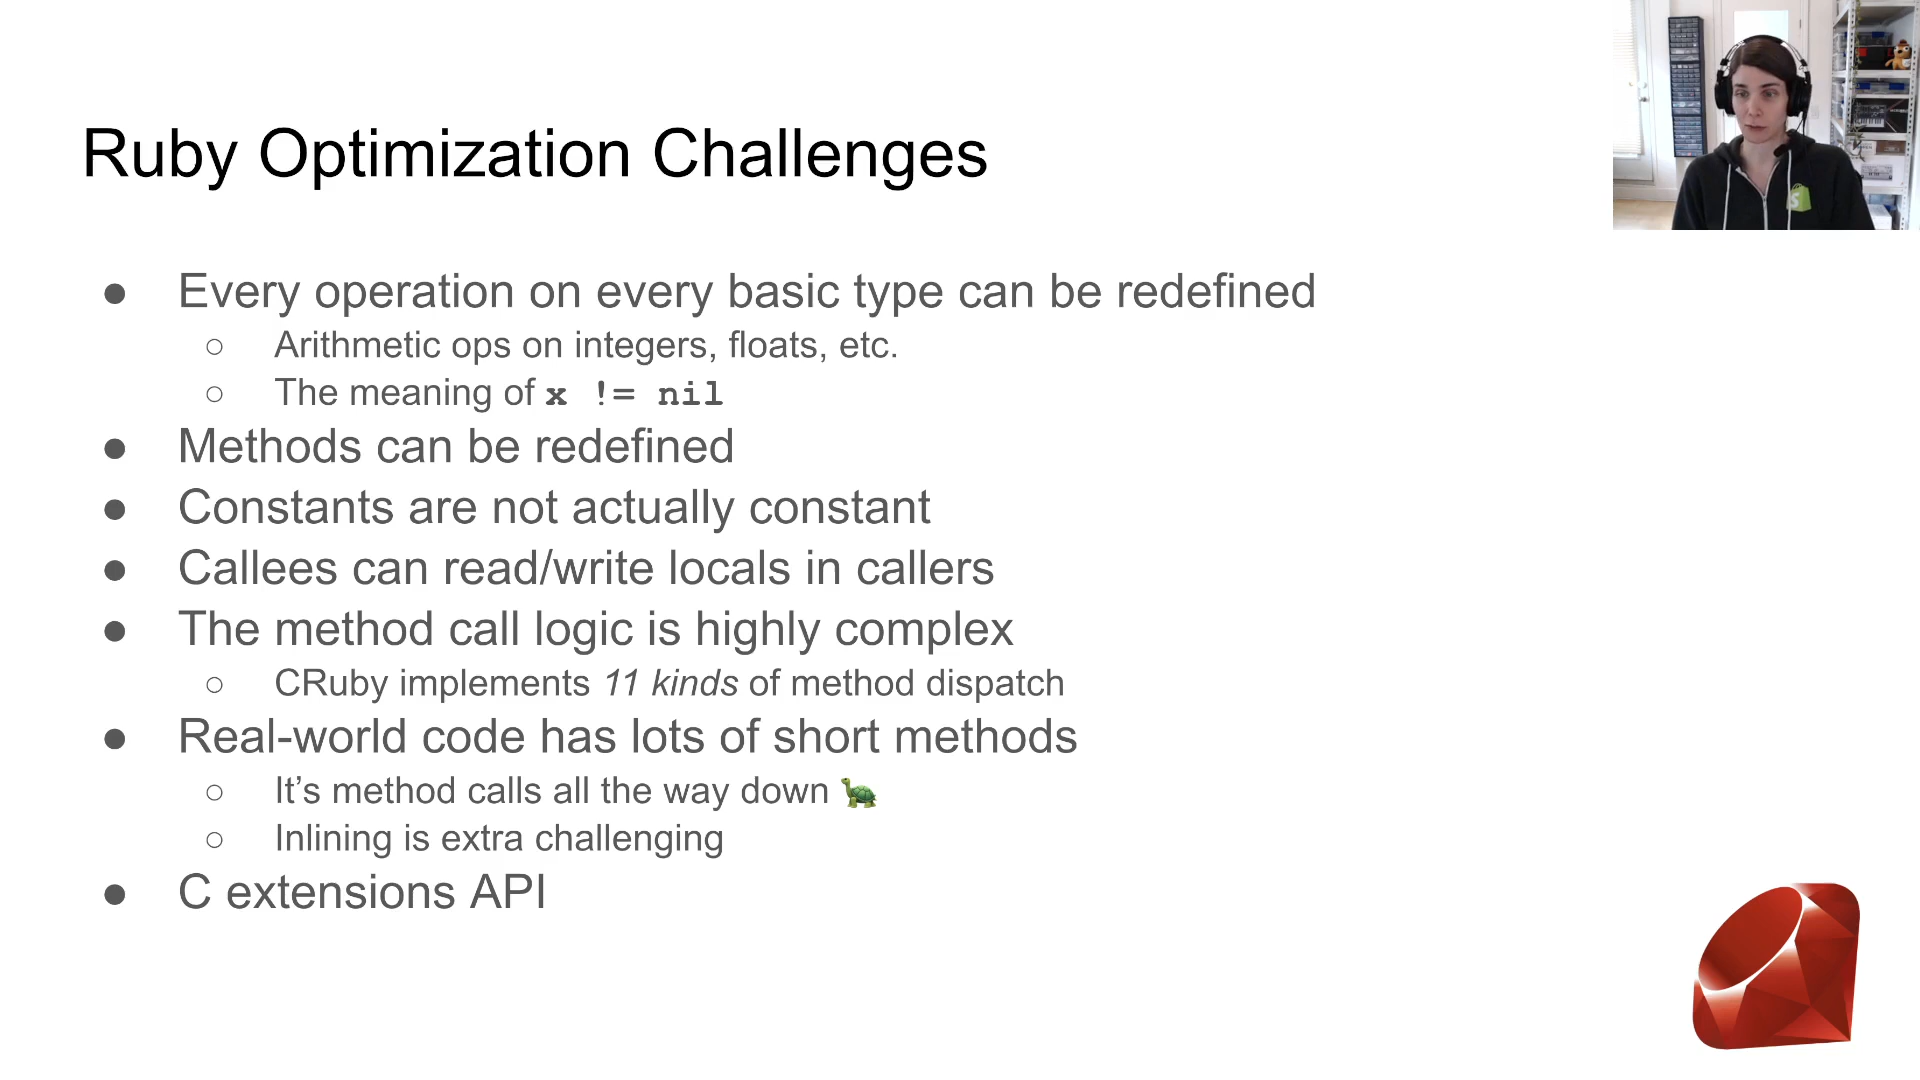 Ruby Optimization Challenges
● Every operation on every basic type can be redefined
○ Arithmetic ops on integers, floats, etc.
○ The meaning of x != nil
● Methods can be redefined
● Constants are not actually constant
● Callees can read/write locals in callers
● The method call logic is highly complex
○ CRuby implements 11 kinds of method dispatch
● Real-world code has lots of short methods
○ It’s method calls all the way down 🐢
○ Inlining is extra challenging
● C extensions API